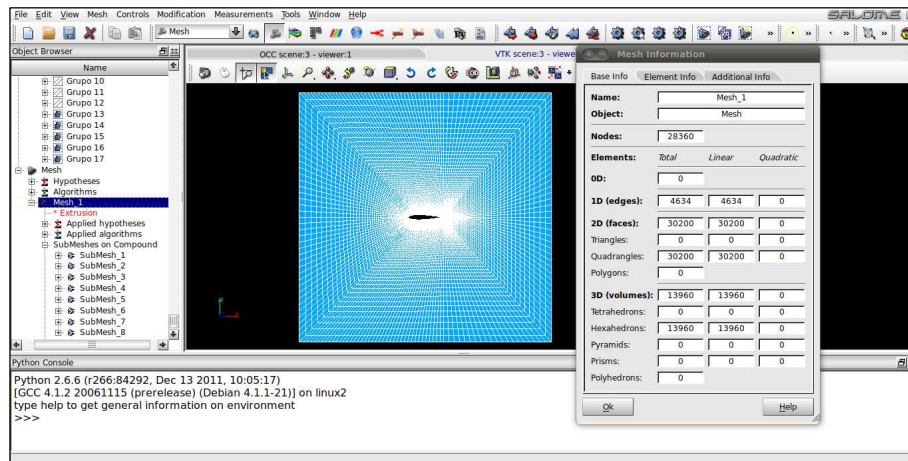 File Edit View Mesh Controls Modification Measurements Tools Window Help
SALOME
Mesh
Object Browser
OCC scene:3 - viewer:1
VTK scene:3 - viewe
Name
Grupo 10
Grupo 11
Grupo 12
Grupo 13
Grupo 14
Grupo 15
Grupo 16
Grupo 17
Mesh
Hypotheses
Algorithms
Mesh_1
* Extrusion
Applied hypotheses
Applied algorithms
SubMeshes on Compound
SubMesh_1
SubMesh_2
SubMesh_3
SubMesh_4
SubMesh_5
SubMesh_6
SubMesh_7
SubMesh_8
Mesh Information
Base Info Element Info Additional Info
Name: Mesh_1
Object: Mesh
Nodes: 28360
Elements: Total Linear Quadratic
0D: 0
1D (edges): 4634 4634 0
2D (faces): 30200 30200 0
Triangles: 0 0 0
Quadrangles: 30200 30200 0
Polygons: 0
3D (volumes): 13960 13960 0
Tetrahedrons: 0 0 0
Hexahedrons: 13960 13960 0
Pyramids: 0 0 0
Prisms: 0 0 0
Polyhedrons: 0
Ok Help
Python Console
Python 2.6.6 (r266:84292, Dec 13 2011, 10:05:17)
[GCC 4.1.2 20061115 (prerelease) (Debian 4.1.1-21)] on linux2
type help to get general information on environment
>>>